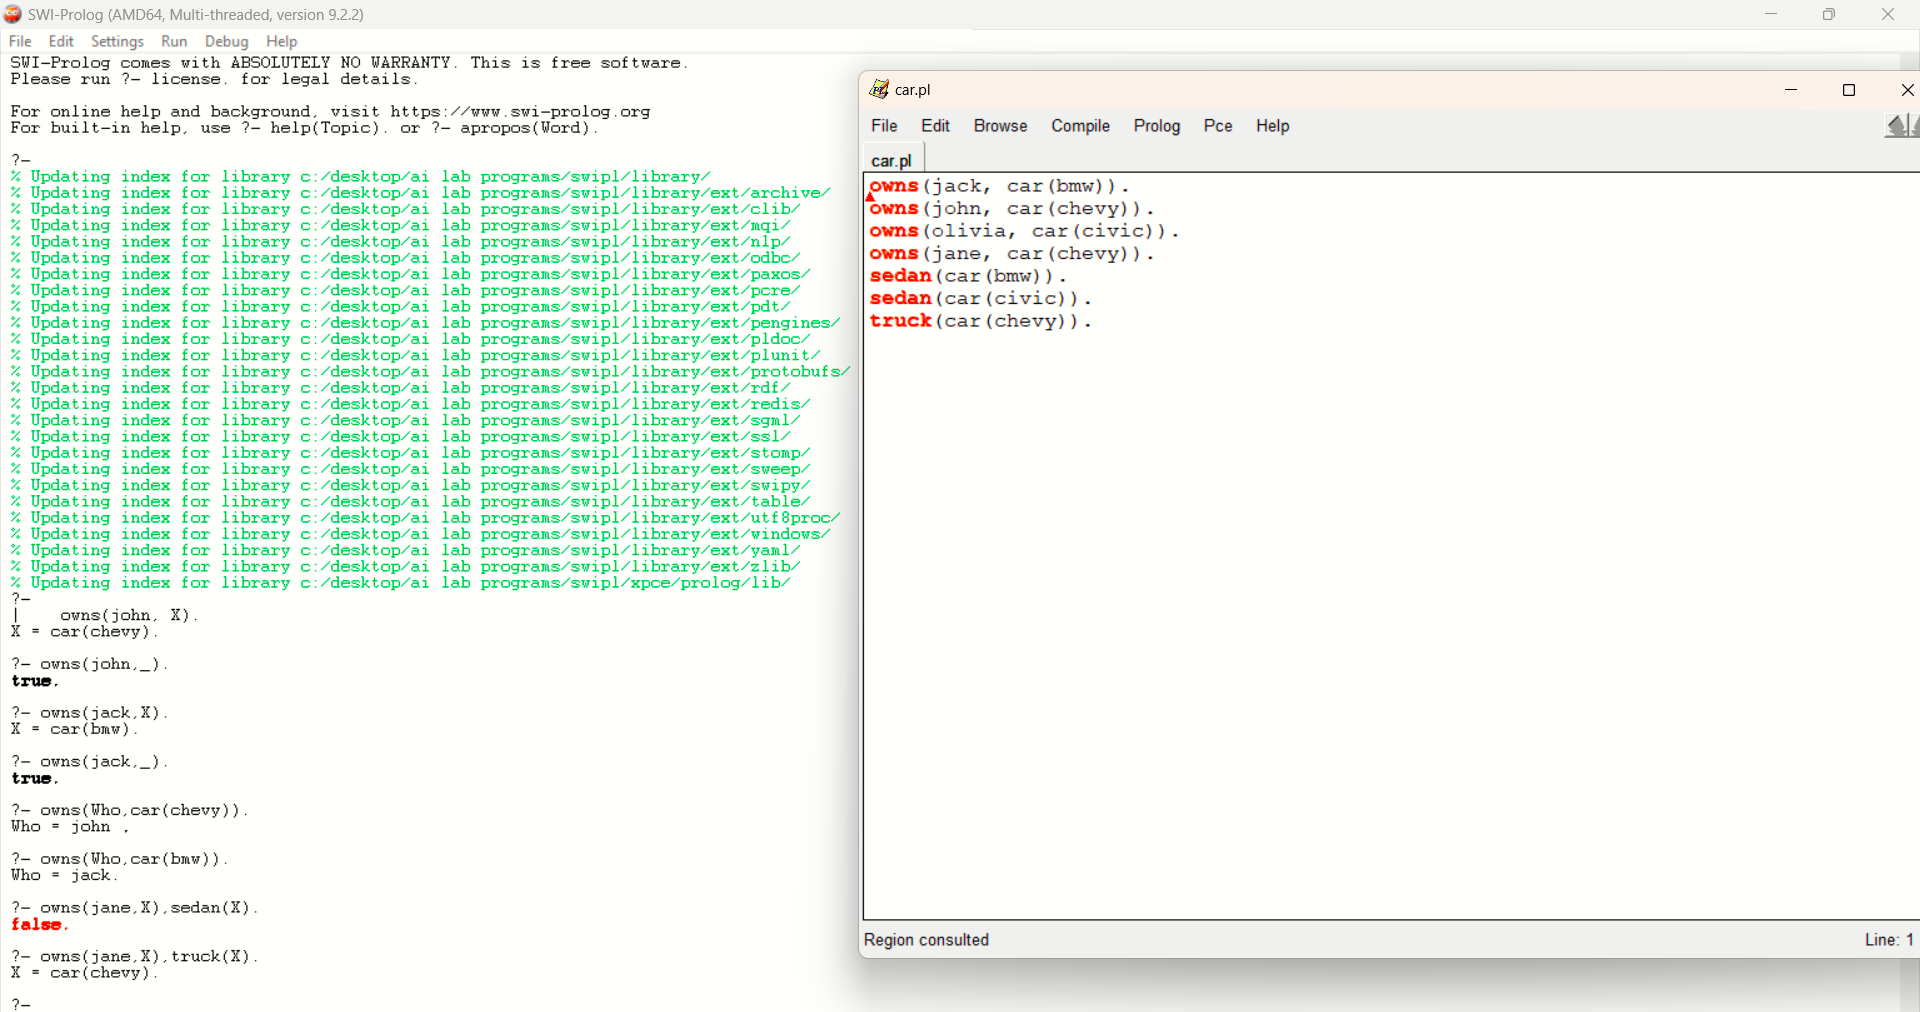 SWI-Prolog (AMD64, Multi-threaded, version 9.2.2)
File Edit Settings Run Debug Help
SWI-Prolog comes with ABSOLUTELY NO WARRANTY. This is free software.
Please run ?- license. for legal details.
For online help and background, visit https://www.swi-prolog.org
For built-in help, use ?- help(Topic). or ?- apropos(Word).
?-
% Updating index for library c:/desktop/ai lab programs/swipl/library/
% Updating index for library c:/desktop/ai lab programs/swipl/library/ext/archive/
% Updating index for library c:/desktop/ai lab programs/swipl/library/ext/clib/
% Updating index for library c:/desktop/ai lab programs/swipl/library/ext/mqi/
% Updating index for library c:/desktop/ai lab programs/swipl/library/ext/nlp/
% Updating index for library c:/desktop/ai lab programs/swipl/library/ext/odbc/
% Updating index for library c:/desktop/ai lab programs/swipl/library/ext/paxos/
% Updating index for library c:/desktop/ai lab programs/swipl/library/ext/pcre/
% Updating index for library c:/desktop/ai lab programs/swipl/library/ext/pdt/
% Updating index for library c:/desktop/ai lab programs/swipl/library/ext/pengines/
% Updating index for library c:/desktop/ai lab programs/swipl/library/ext/pldoc/
% Updating index for library c:/desktop/ai lab programs/swipl/library/ext/plunit/
% Updating index for library c:/desktop/ai lab programs/swipl/library/ext/protobufs/
% Updating index for library c:/desktop/ai lab programs/swipl/library/ext/rdf/
% Updating index for library c:/desktop/ai lab programs/swipl/library/ext/redis/
% Updating index for library c:/desktop/ai lab programs/swipl/library/ext/sgml/
% Updating index for library c:/desktop/ai lab programs/swipl/library/ext/ssl/
% Updating index for library c:/desktop/ai lab programs/swipl/library/ext/stomp/
% Updating index for library c:/desktop/ai lab programs/swipl/library/ext/sweep/
% Updating index for library c:/desktop/ai lab programs/swipl/library/ext/swipy/
% Updating index for library c:/desktop/ai lab programs/swipl/library/ext/table/
% Updating index for library c:/desktop/ai lab programs/swipl/library/ext/utf8proc/
% Updating index for library c:/desktop/ai lab programs/swipl/library/ext/windows/
% Updating index for library c:/desktop/ai lab programs/swipl/library/ext/yaml/
% Updating index for library c:/desktop/ai lab programs/swipl/library/ext/zlib/
% Updating index for library c:/desktop/ai lab programs/swipl/xpce/prolog/lib/
?-
|    owns(john, X).
X = car(chevy).
?- owns(john,_).
true.
?- owns(jack,X).
X = car(bmw).
?- owns(jack,_).
true.
?- owns(Who,car(chevy)).
Who = john .
?- owns(Who,car(bmw)).
Who = jack.
?- owns(jane,X),sedan(X).
false.
?- owns(jane,X),truck(X).
X = car(chevy).
?-
car.pl
File Edit Browse Compile Prolog Pce Help
car.pl
owns(jack, car(bmw)).
owns(john, car(chevy)).
owns(olivia, car(civic)).
owns(jane, car(chevy)).
sedan(car(bmw)).
sedan(car(civic)).
truck(car(chevy)).
Region consulted
Line: 1